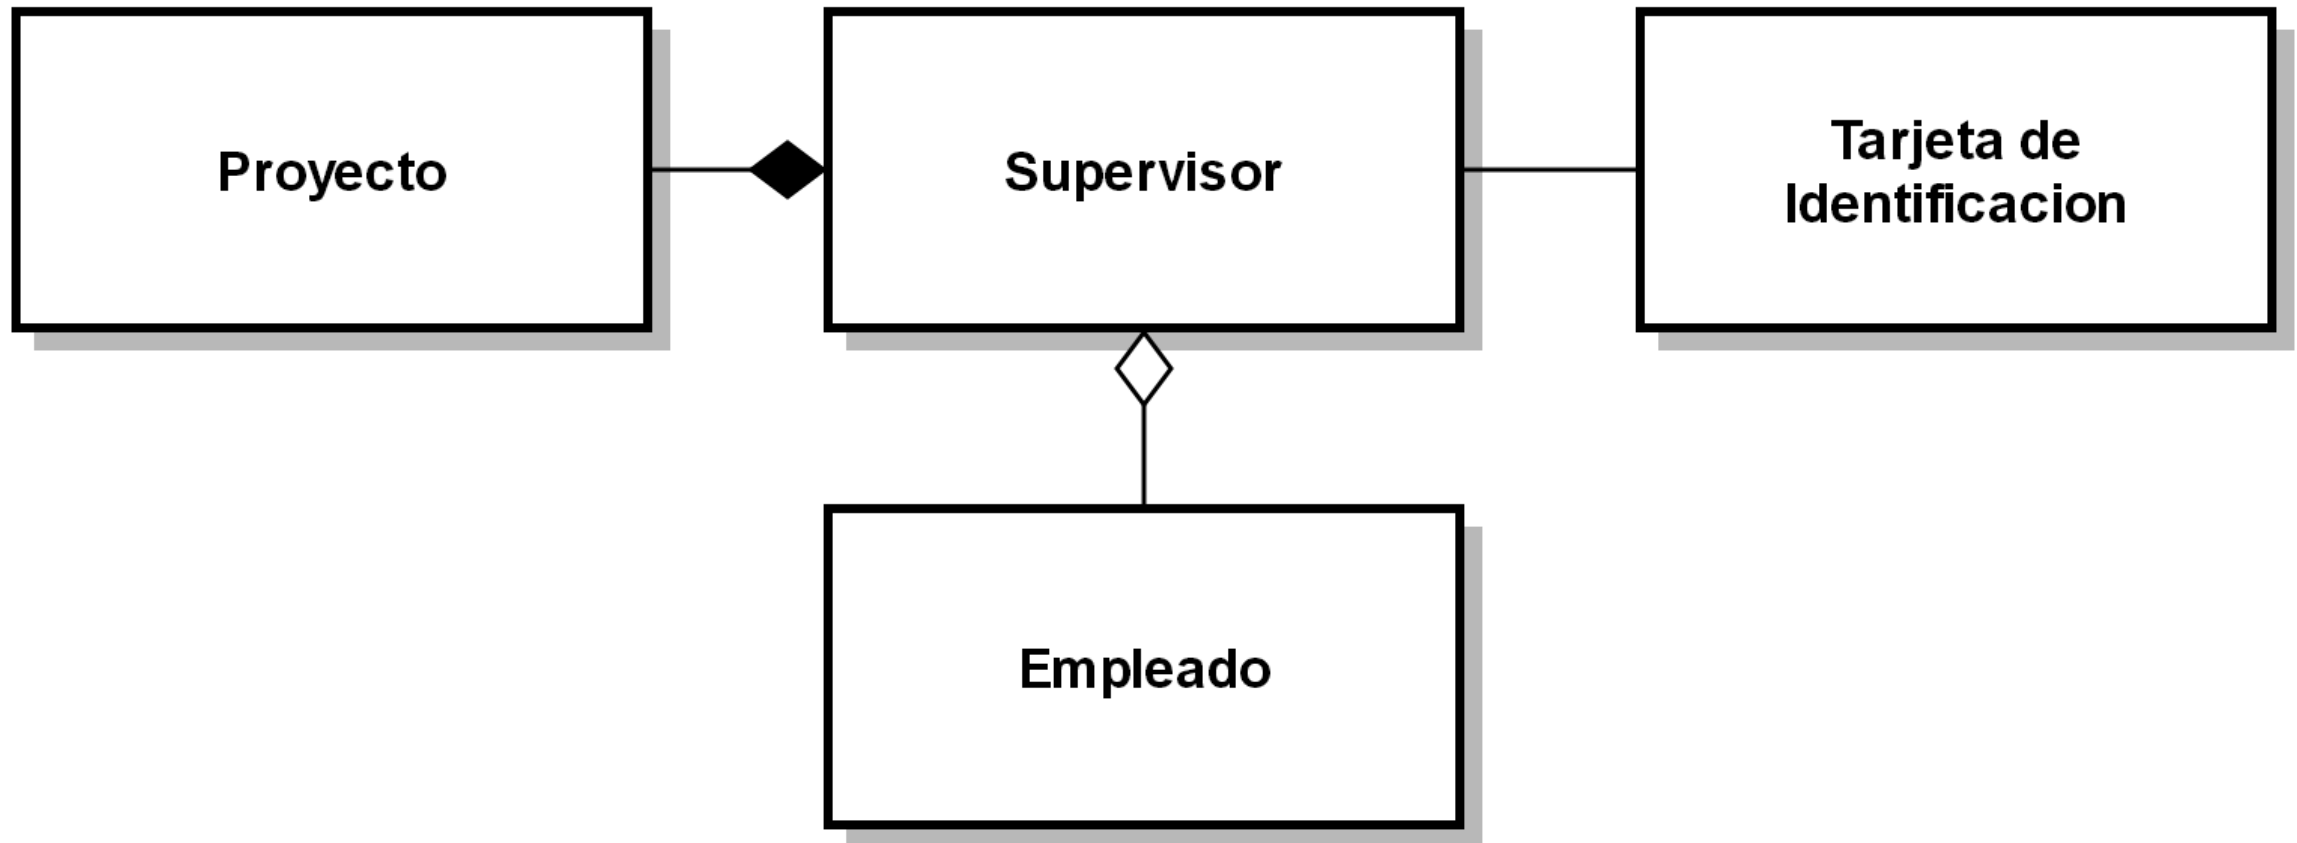 Proyecto
Supervisor
Tarjeta de
Identificacion
Empleado